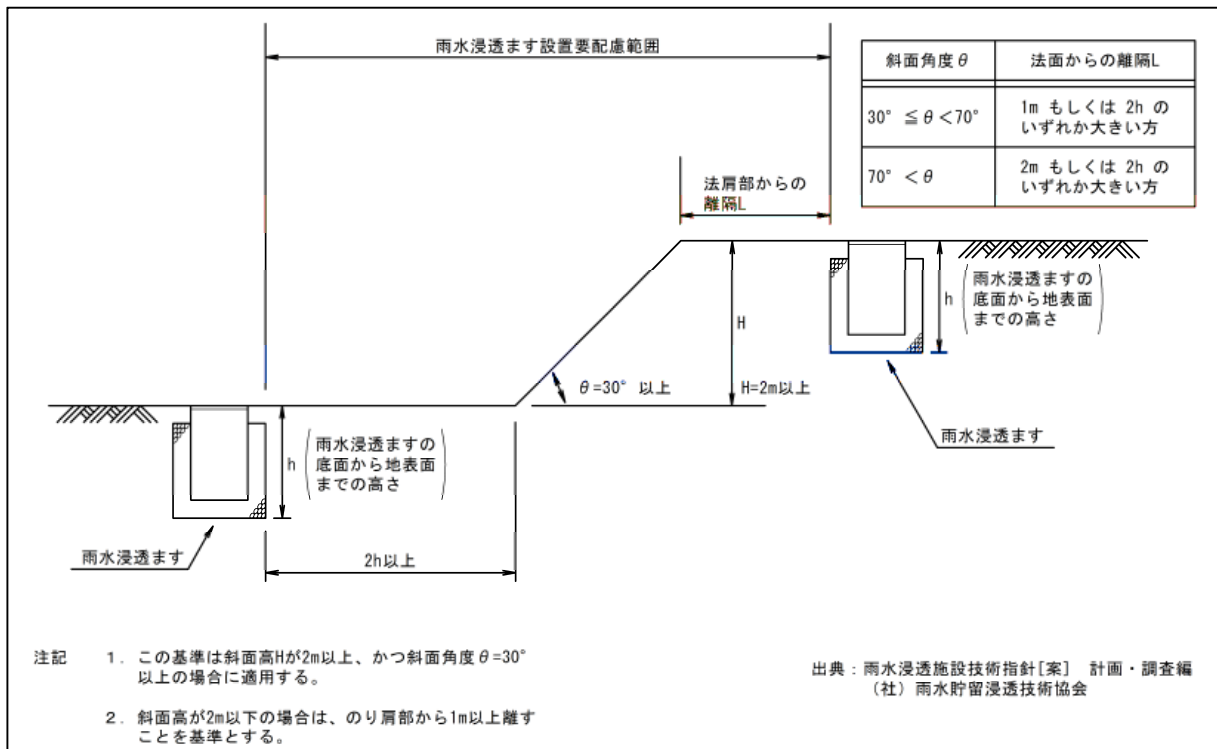 雨水浸透ます設置要配慮範囲
斜面角度θ
法面からの離隔L
30° ≦θ<70°
1m もしくは 2h の
いずれか大きい方
70° <θ
2m もしくは 2h の
いずれか大きい方
法肩部からの
離隔L
h
雨水浸透ますの
底面から地表面
までの高さ
H
θ=30° 以上
H=2m以上
雨水浸透ます
h
雨水浸透ますの
底面から地表面
までの高さ
雨水浸透ます
2h以上
注記 1. この基準は斜面高Hが2m以上、かつ斜面角度θ=30°
以上の場合に適用する。
2. 斜面高が2m以下の場合は、のり肩部から1m以上離す
ことを基準とする。
出典：雨水浸透施設技術指針[案] 計画・調査編
（社）雨水貯留浸透技術協会